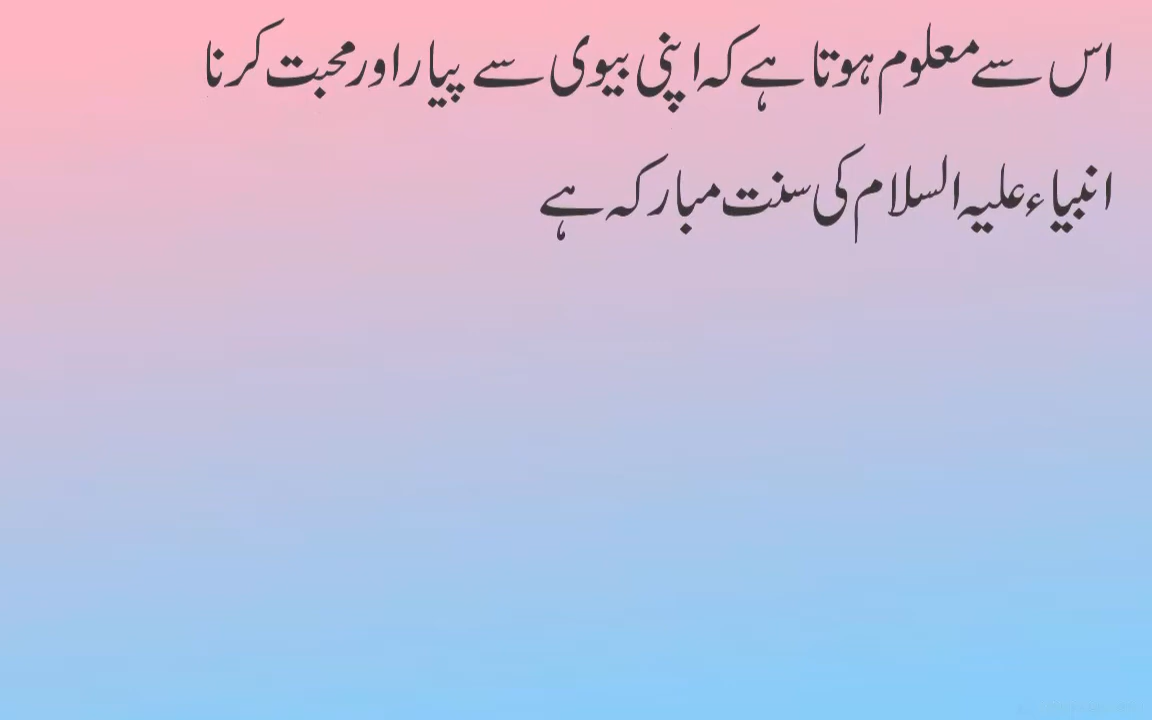 اس سے معلوم ہوتا ہے کہ اپنی بیوی سے پیار اور محبت کرنا
انبیاء علیہ السلام کی سنت مبارکہ ہے